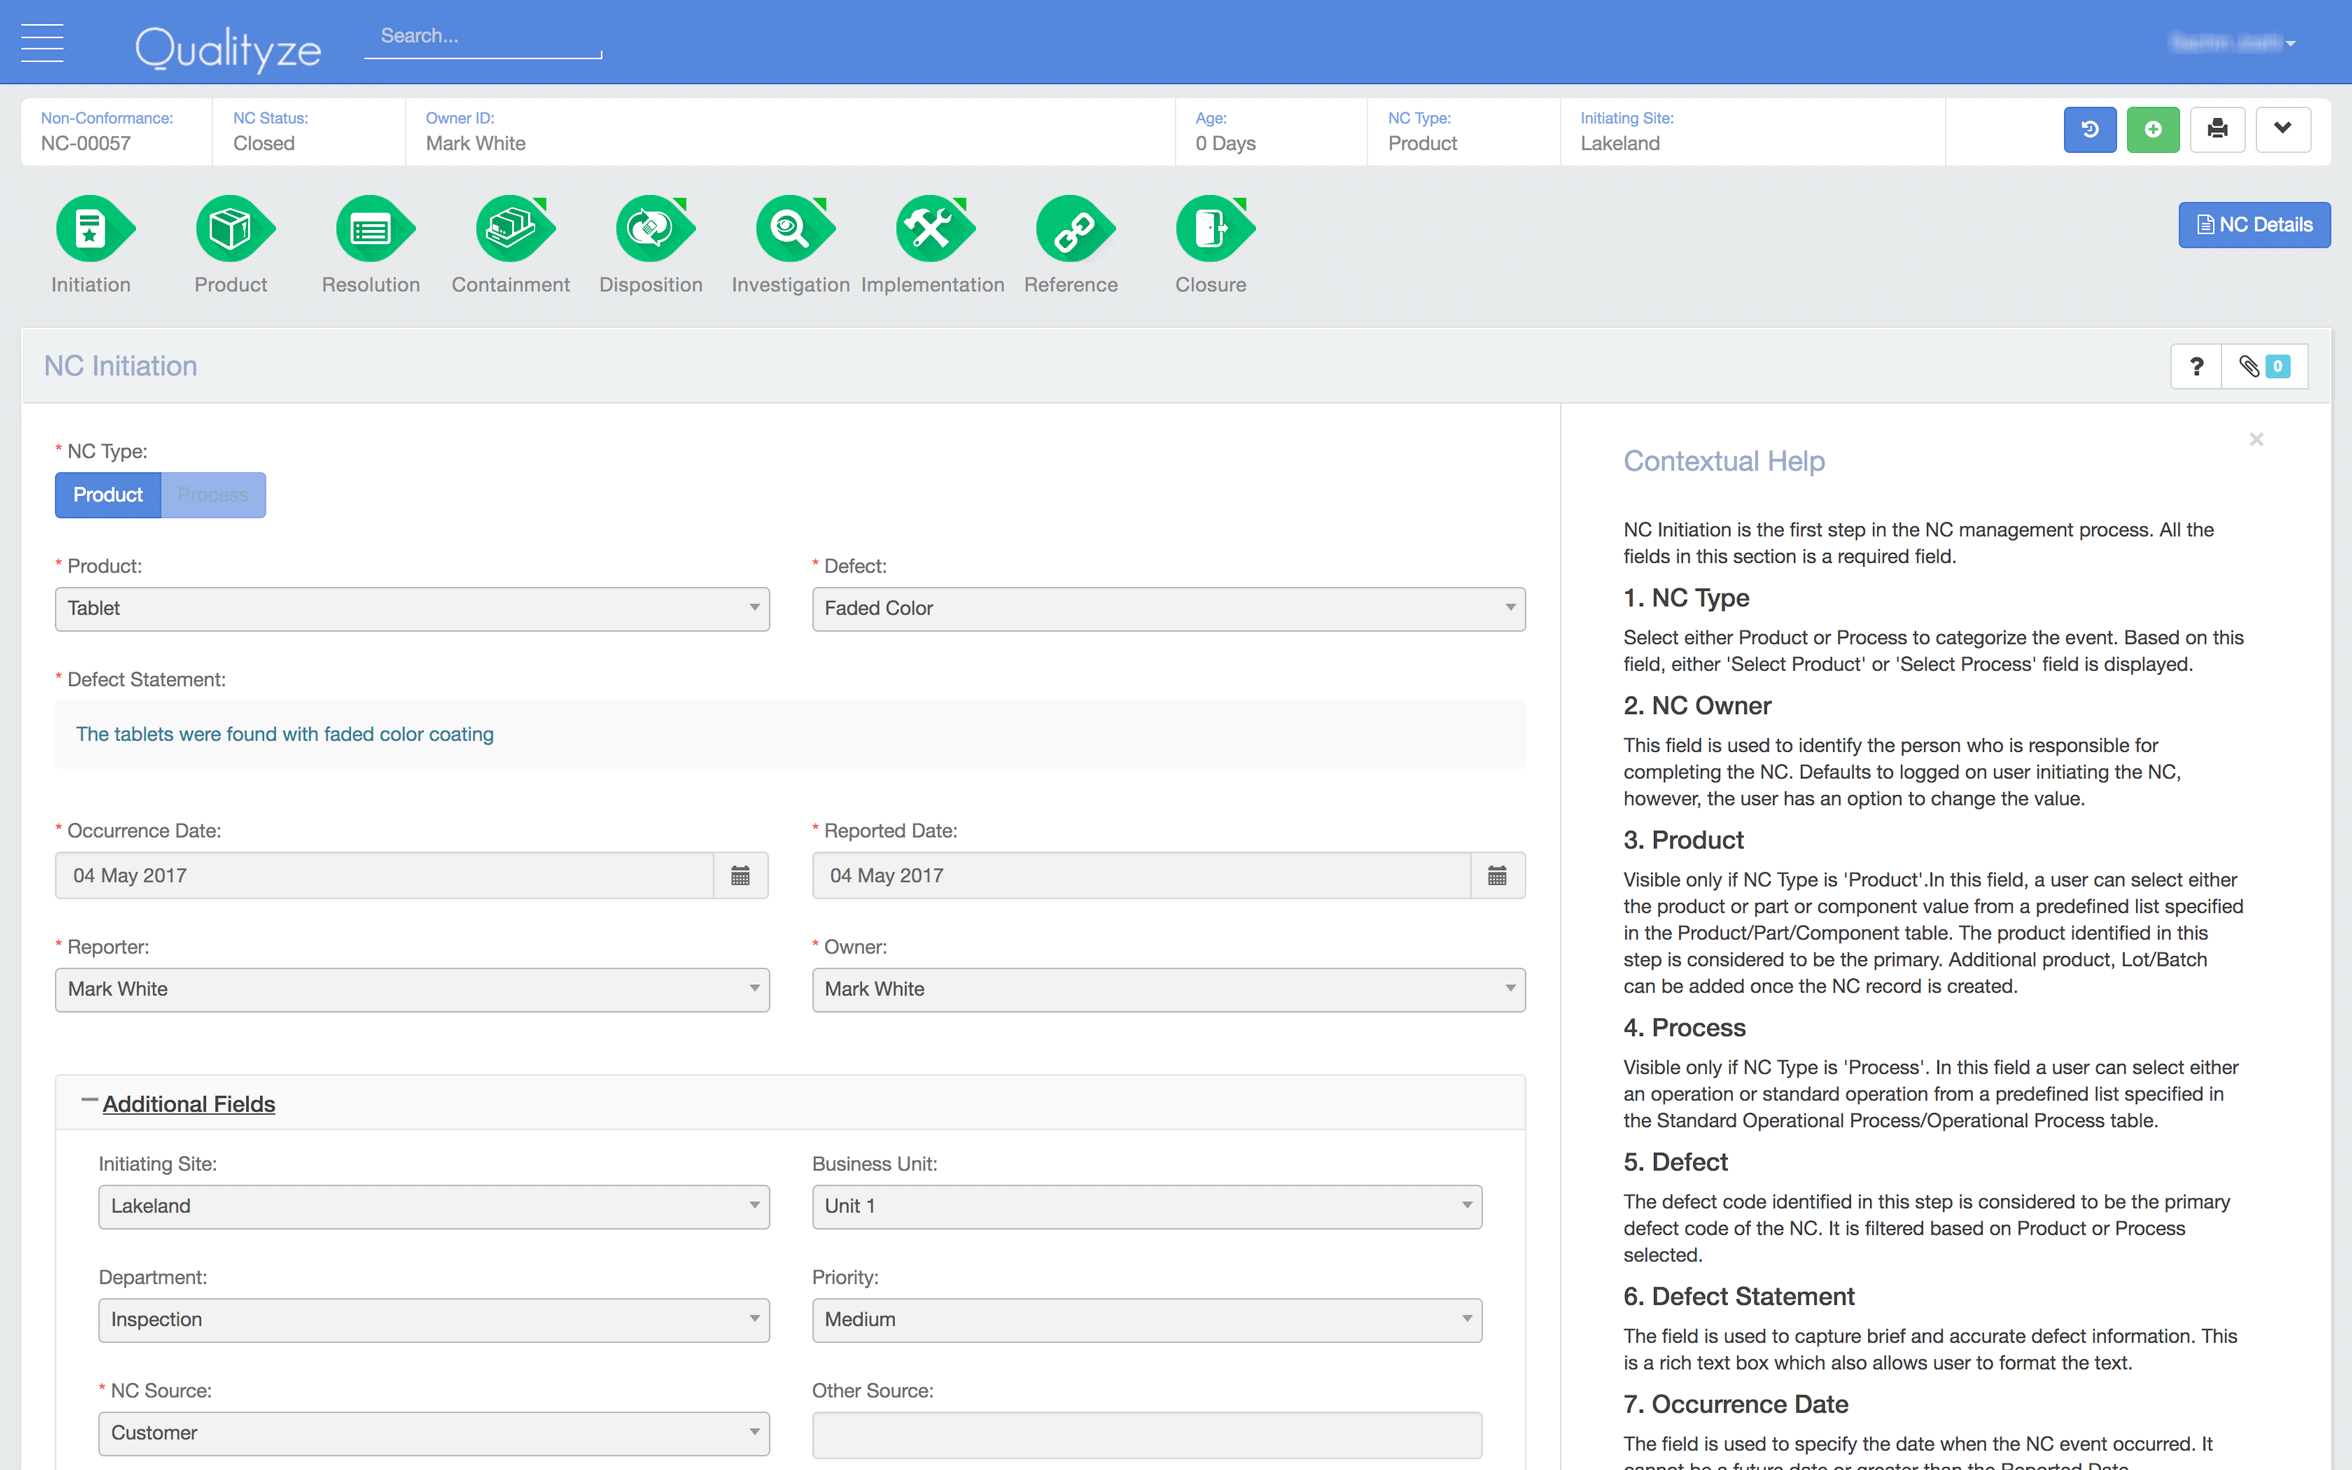 Qualityze
Search...
Non-Conformance:
NC-00057
NC Status:
Closed
Owner ID:
Mark White
Age:
0 Days
NC Type:
Product
Initiating Site:
Lakeland
Initiation
Product
Resolution
Containment
Disposition
Investigation
Implementation
Reference
Closure
NC Details
NC Initiation
?
0
* NC Type:
Product
Process
* Product:
Tablet
* Defect:
Faded Color
* Defect Statement:
The tablets were found with faded color coating
* Occurrence Date:
04 May 2017
* Reported Date:
04 May 2017
* Reporter:
Mark White
* Owner:
Mark White
Additional Fields
Initiating Site:
Lakeland
Business Unit:
Unit 1
Department:
Inspection
Priority:
Medium
* NC Source:
Customer
Other Source:
Contextual Help
NC Initiation is the first step in the NC management process. All the
fields in this section is a required field.
1. NC Type
Select either Product or Process to categorize the event. Based on this
field, either 'Select Product' or 'Select Process' field is displayed.
2. NC Owner
This field is used to identify the person who is responsible for
completing the NC. Defaults to logged on user initiating the NC,
however, the user has an option to change the value.
3. Product
Visible only if NC Type is 'Product'.In this field, a user can select either
the product or part or component value from a predefined list specified
in the Product/Part/Component table. The product identified in this
step is considered to be the primary. Additional product, Lot/Batch
can be added once the NC record is created.
4. Process
Visible only if NC Type is 'Process'. In this field a user can select either
an operation or standard operation from a predefined list specified in
the Standard Operational Process/Operational Process table.
5. Defect
The defect code identified in this step is considered to be the primary
defect code of the NC. It is filtered based on Product or Process
selected.
6. Defect Statement
The field is used to capture brief and accurate defect information. This
is a rich text box which also allows user to format the text.
7. Occurrence Date
The field is used to specify the date when the NC event occurred. It
cannot be a future date or greater than the Reported Date